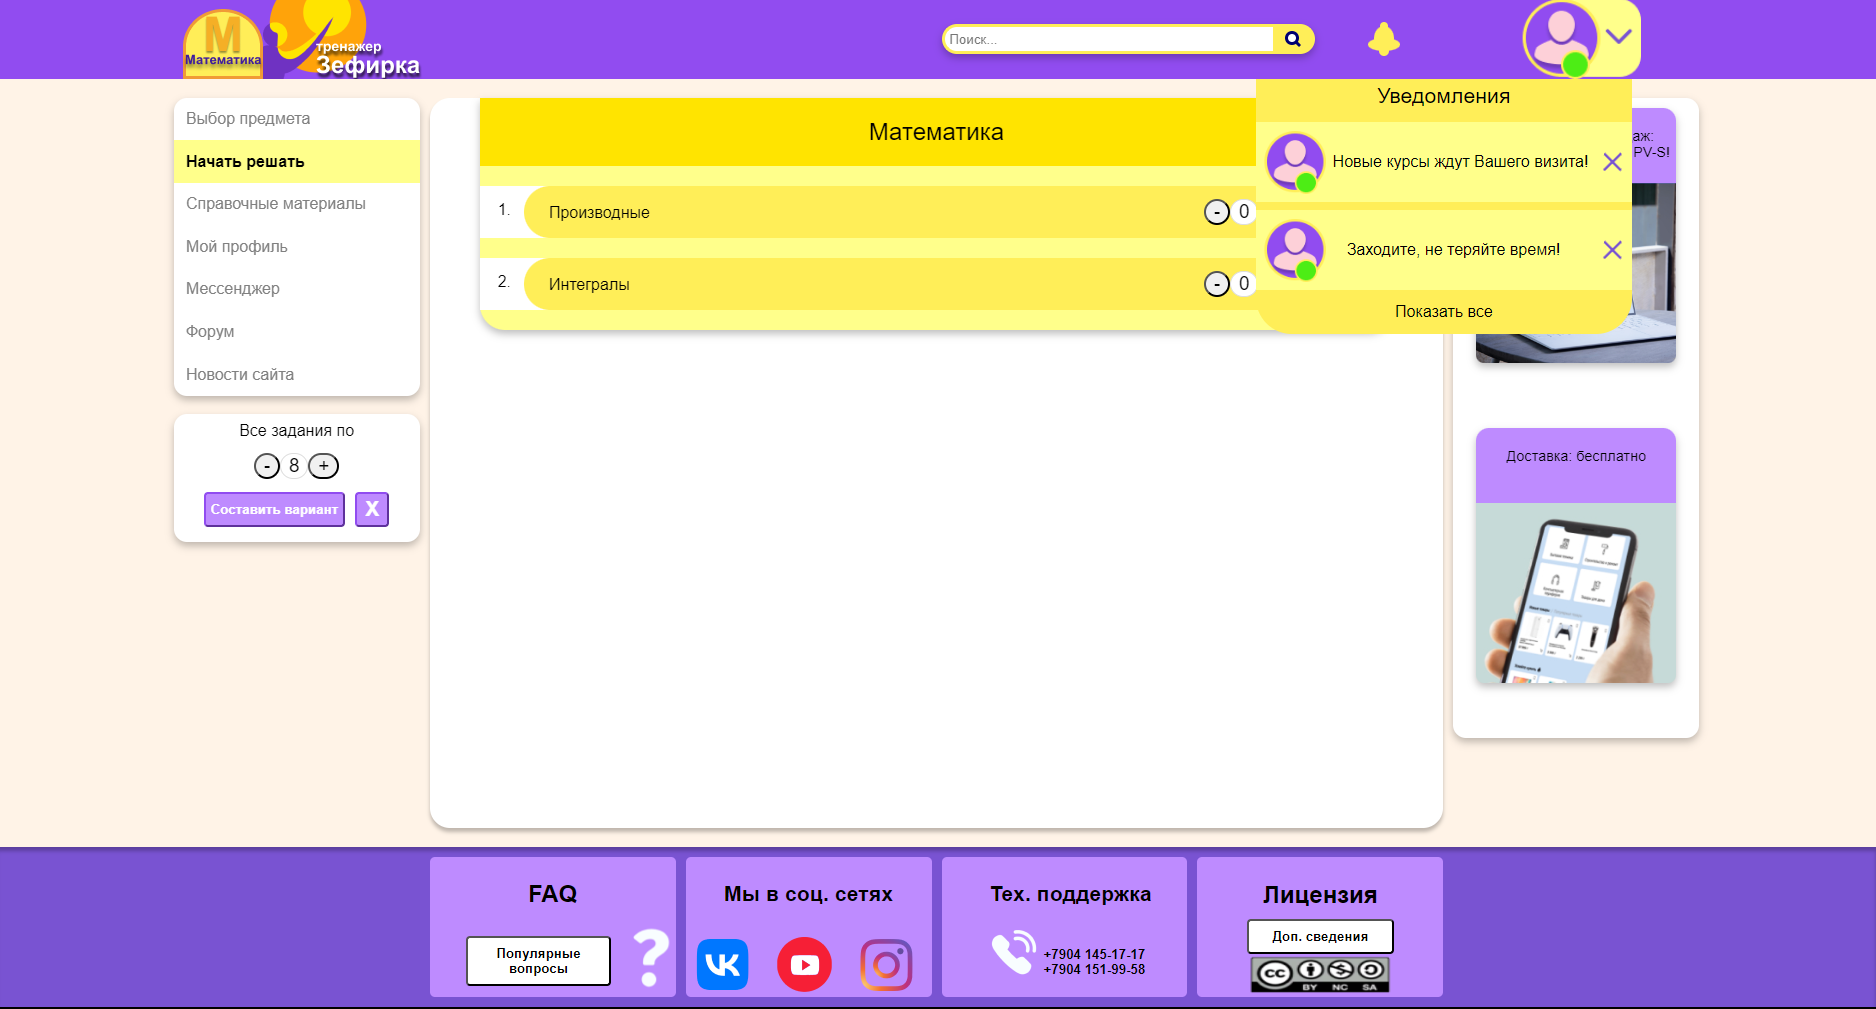 М
Математика
тренажер
Зефирка
Поиск...
Выбор предмета
Начать решать
Справочные материалы
Мой профиль
Мессенджер
Форум
Новости сайта
Все задания по
- 8 +
Составить вариант X
Математика
1. Производные - 0
2. Интегралы - 0
Уведомления
Новые курсы ждут Вашего визита!
Заходите, не теряйте время!
Показать все
аж:
PV-S!
Доставка: бесплатно
FAQ
Популярные
вопросы
?
Мы в соц. сетях
Тех. поддержка
+7904 145-17-17
+7904 151-99-58
Лицензия
Доп. сведения
cc
BY NC SA